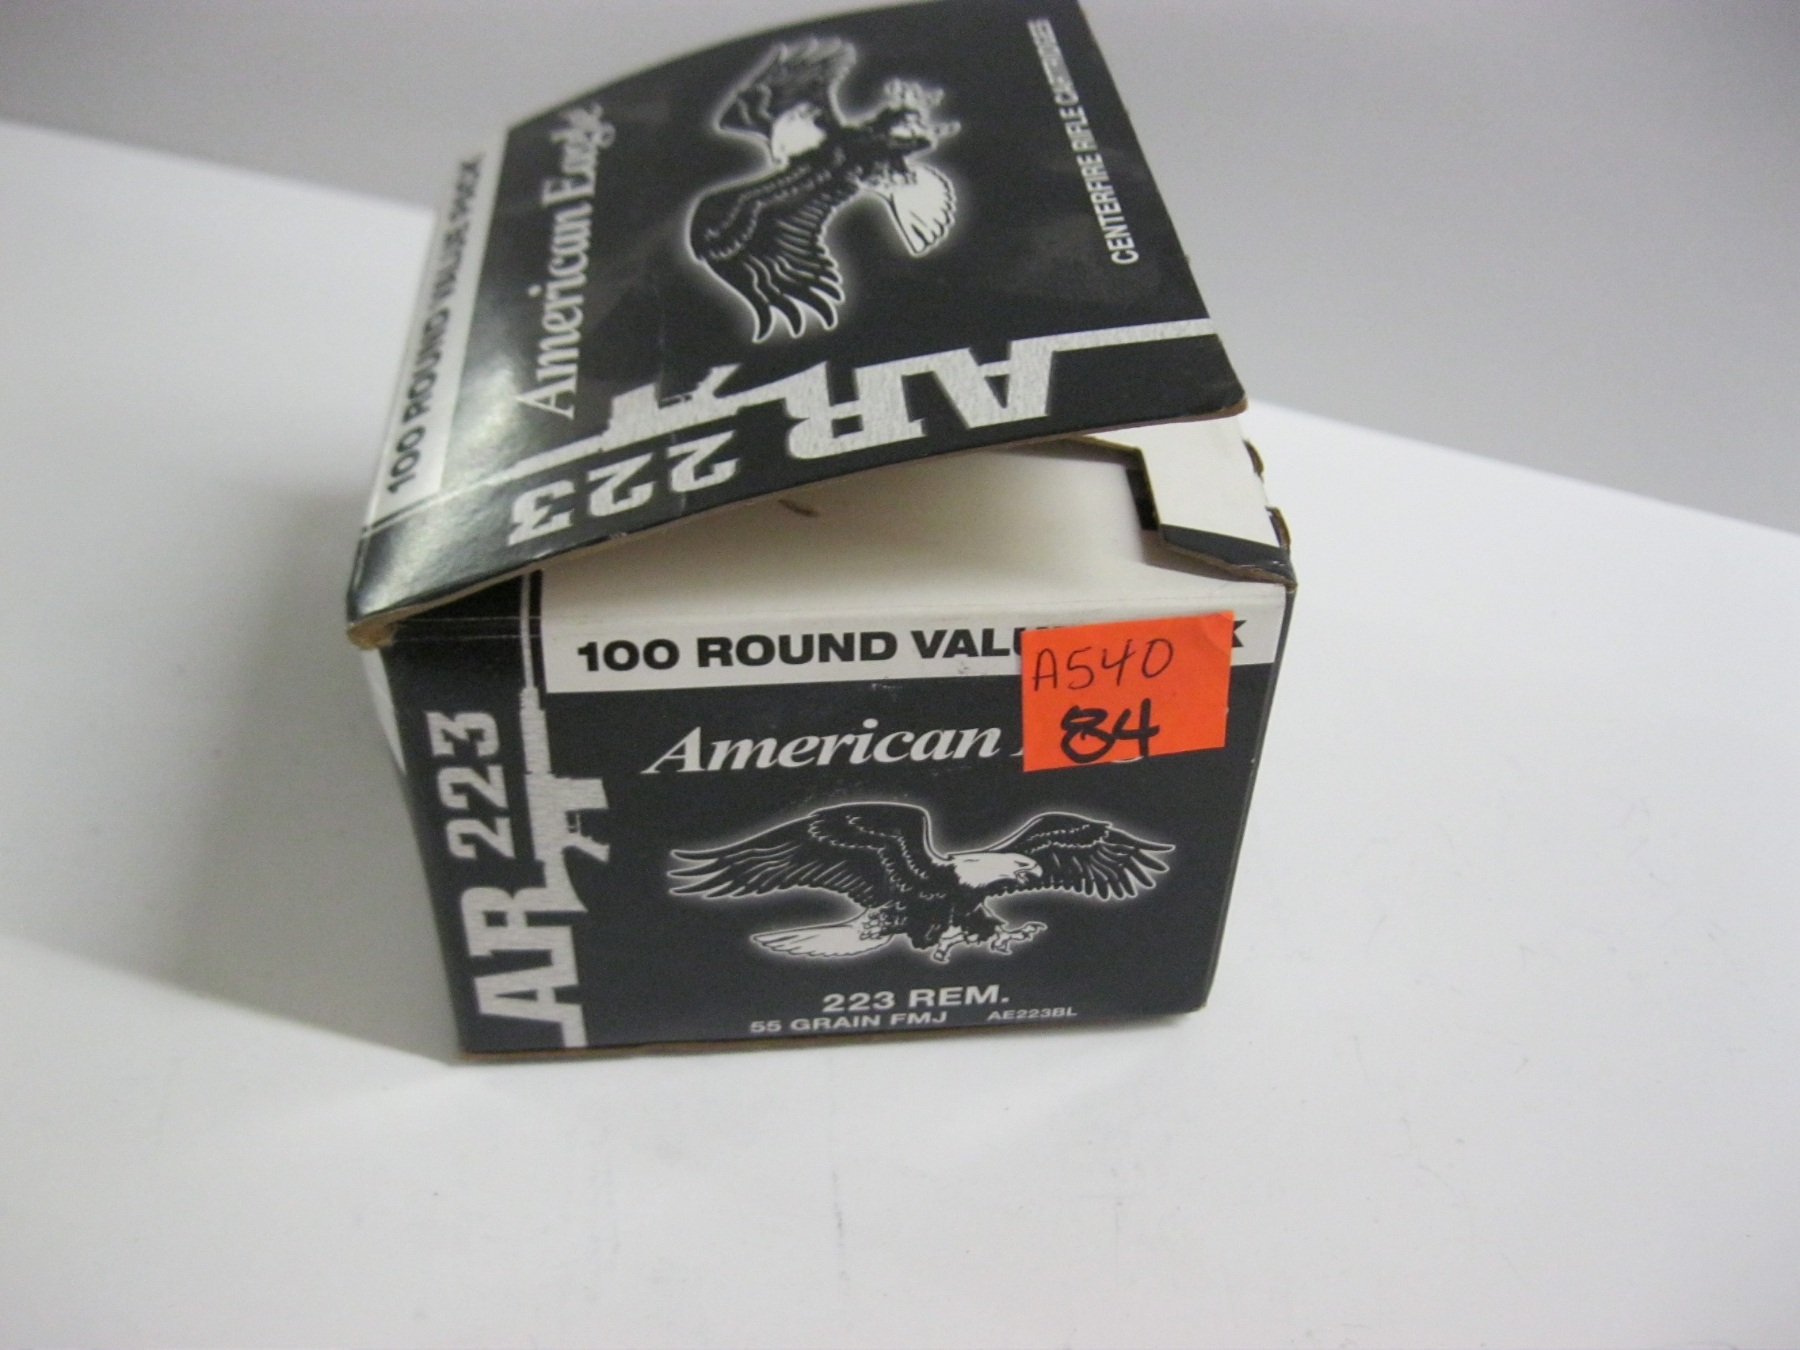 100 ROUND VALUE PACK
American Eagle
CENTERFIRE RIFLE CARTRIDGES
AR 223
100 ROUND
A540
84
American
AR 223
223 REM.
55 GRAIN FMJ AE223BL